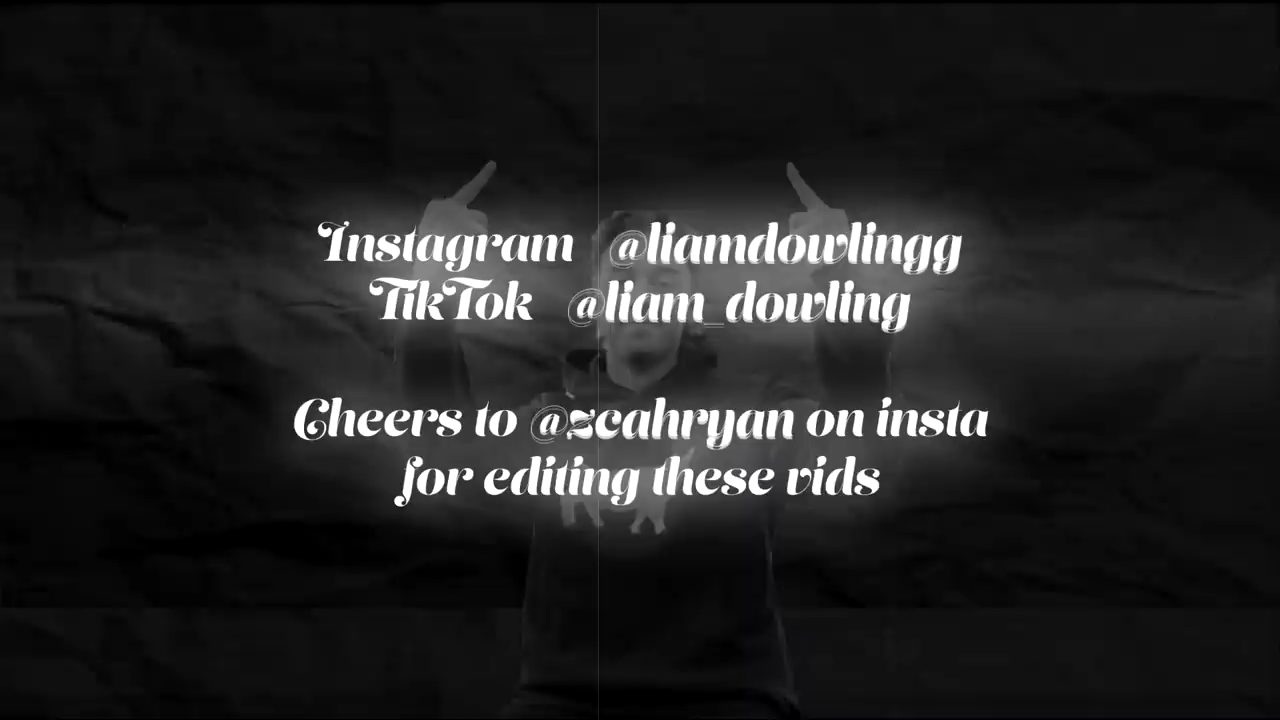 Instagram @liamdowlingg
TikTok @liam_dowling
Cheers to @zcahryan on insta
for editing these vids